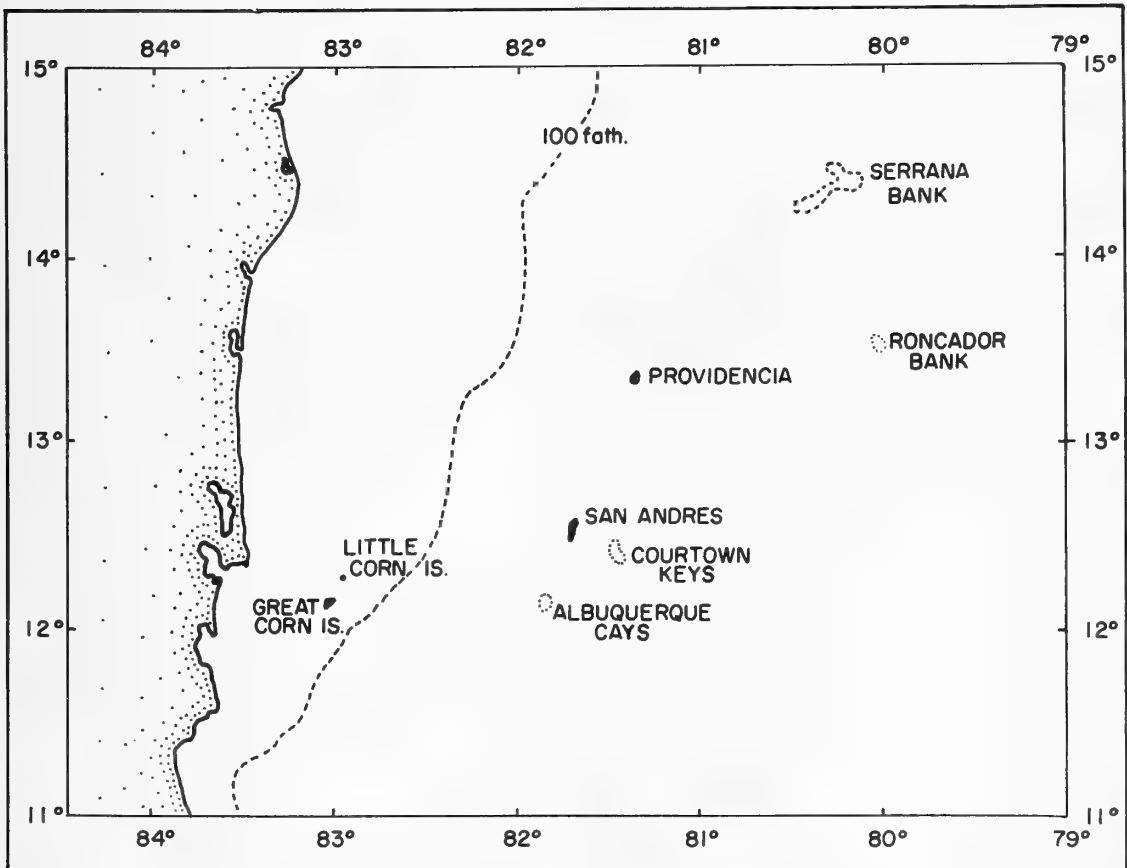 84° 83° 82° 81° 80° 79°
15° 15°
100 fath.
SERRANA
BANK
14° 14°
RONCADOR
BANK
PROVIDENCIA
13° 13°
SAN ANDRES
COURTOWN
KEYS
LITTLE
CORN IS.
GREAT
CORN IS.
ALBUQUERQUE
CAYS
12° 12°
11° 11°
84° 83° 82° 81° 80° 79°